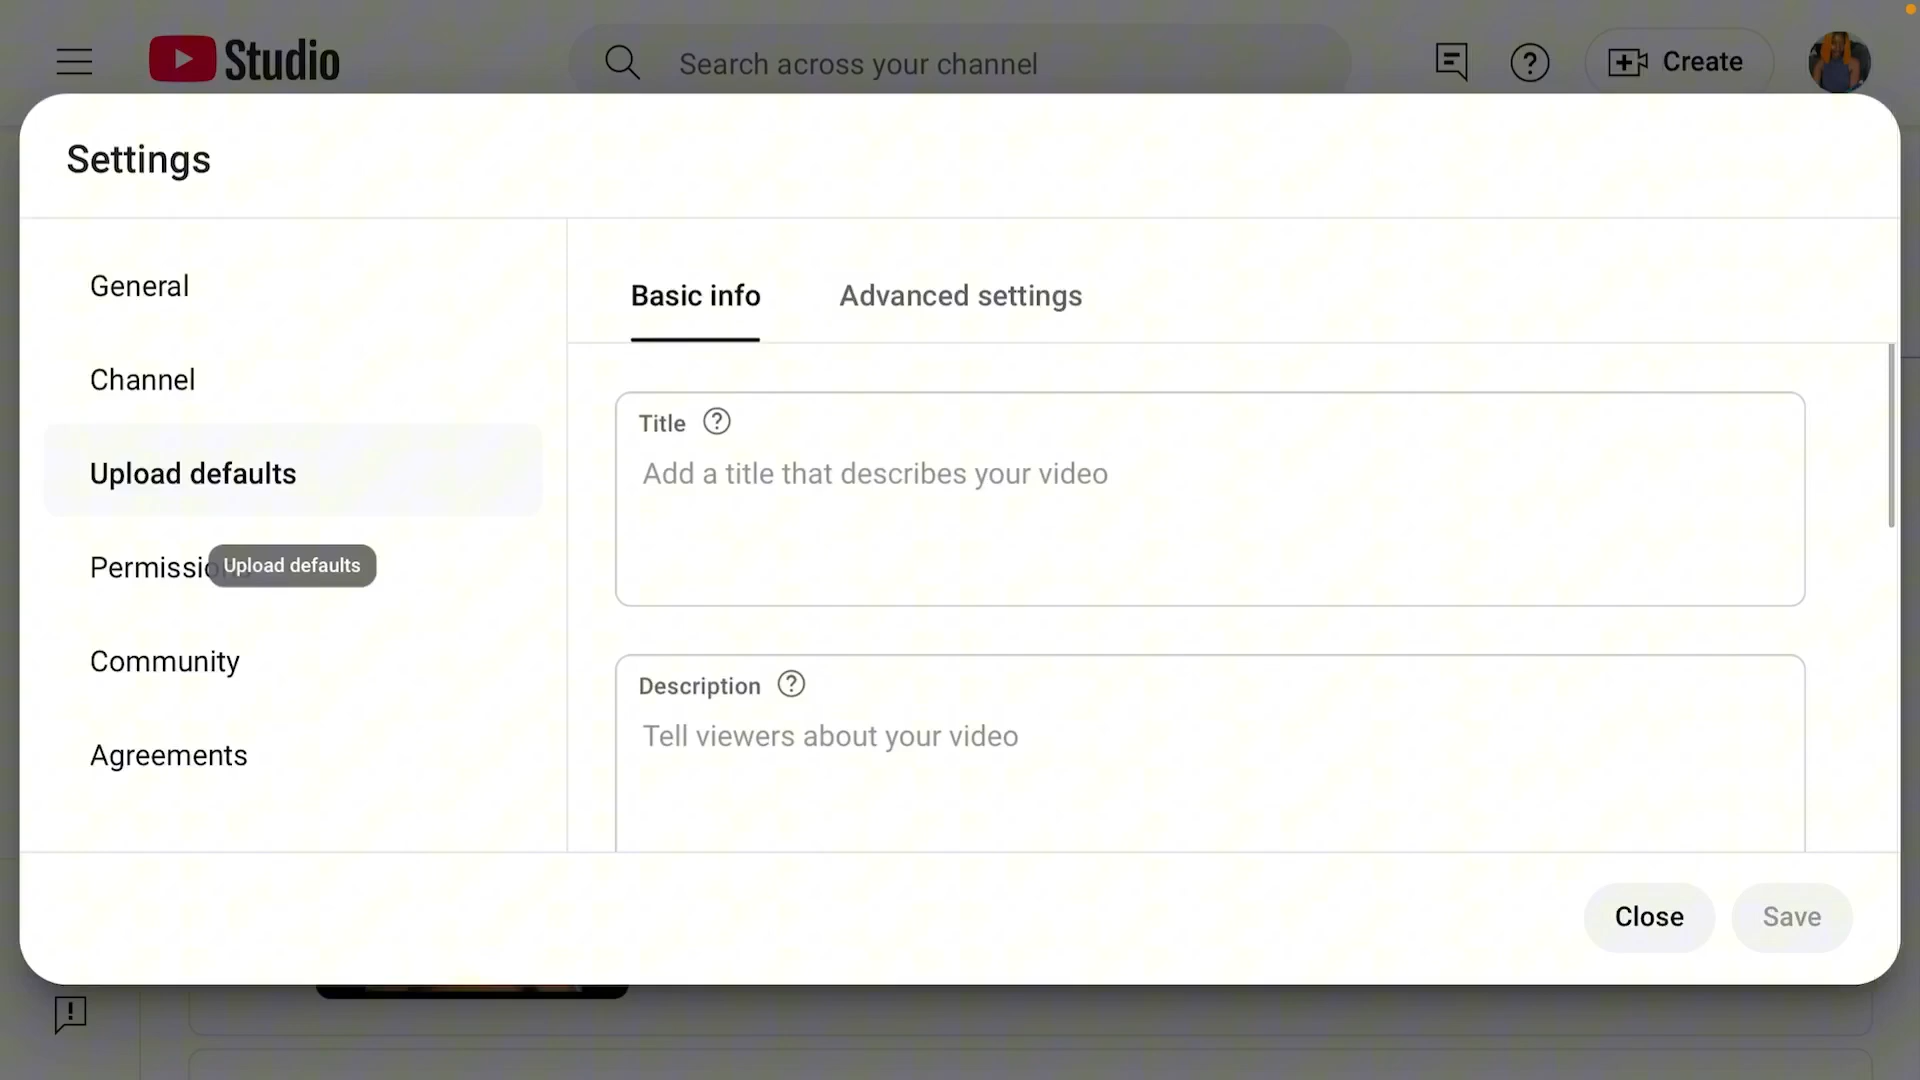 Studio
Search across your channel
Create
Settings
General
Channel
Upload defaults
Permissio
Upload defaults
Community
Agreements
Basic info
Advanced settings
Title
Add a title that describes your video
Description
Tell viewers about your video
Close
Save